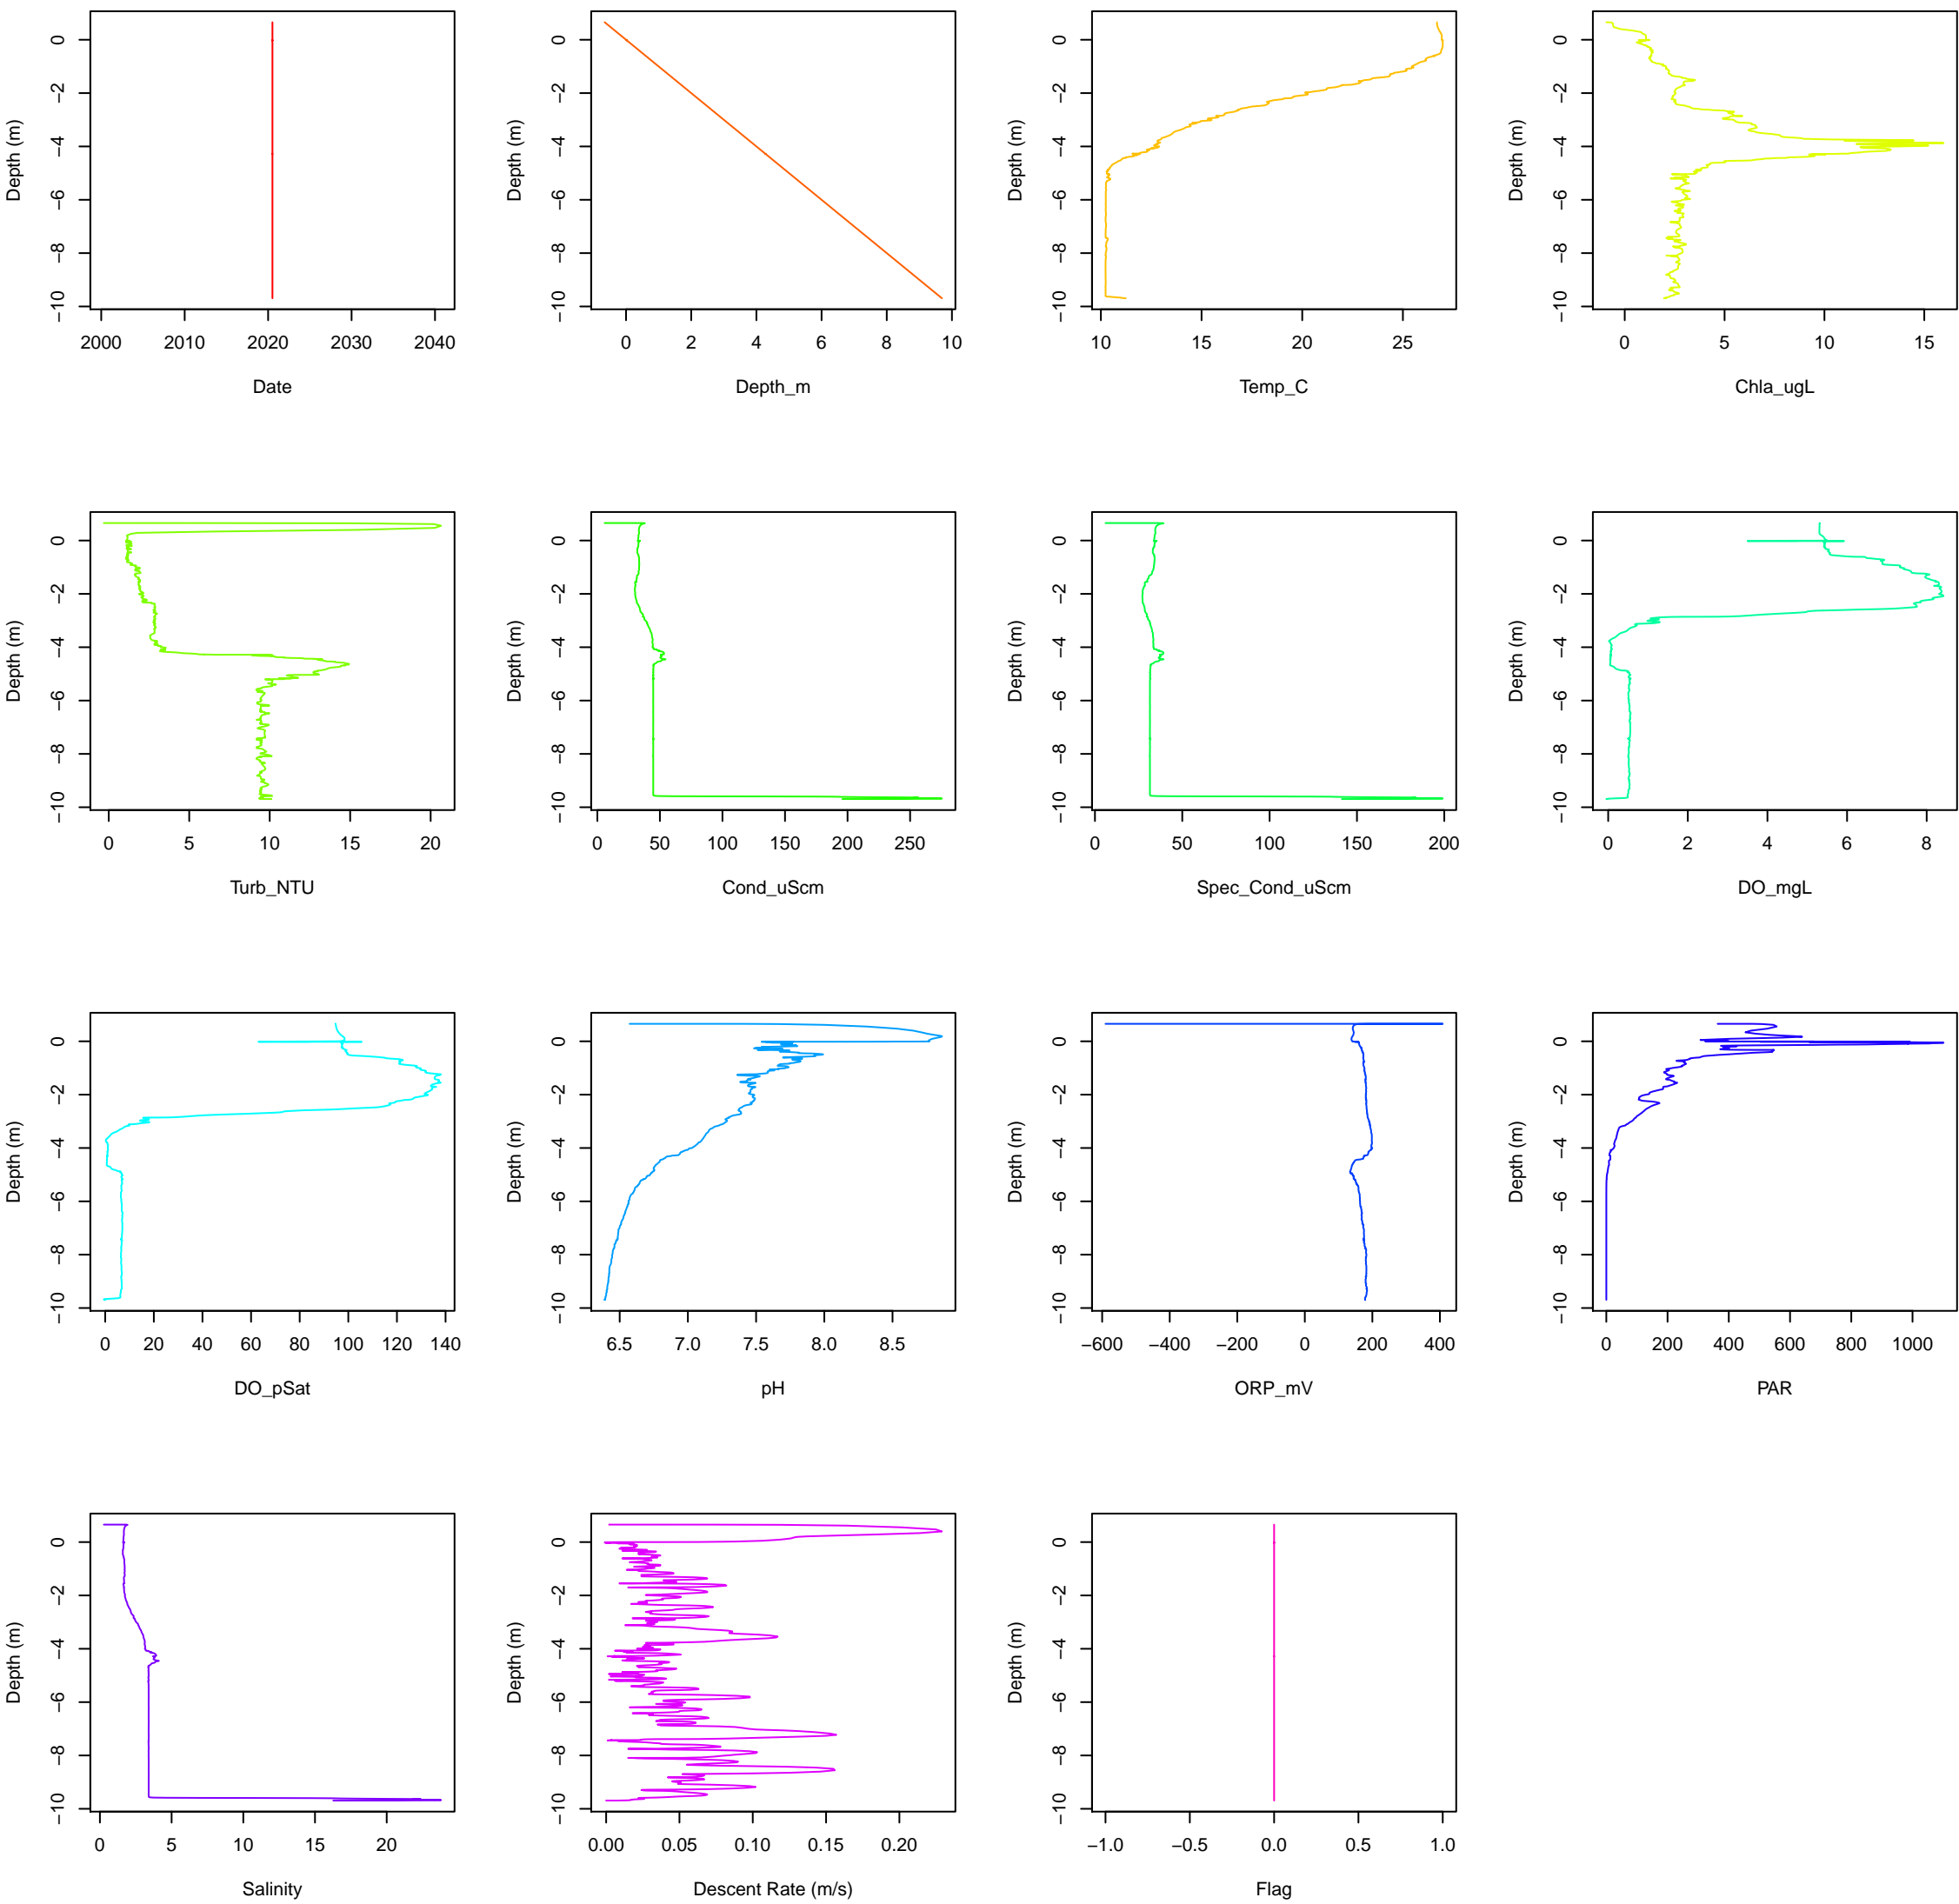 Depth (m)
0
−2
−4
−6
−8
−10
2000 2010 2020 2030 2040
Date
Depth (m)
0
−2
−4
−6
−8
−10
0 2 4 6 8 10
Depth_m
Depth (m)
0
−2
−4
−6
−8
−10
10 15 20 25
Temp_C
Depth (m)
0
−2
−4
−6
−8
−10
0 5 10 15
Chla_ugL
Depth (m)
0
−2
−4
−6
−8
−10
0 5 10 15 20
Turb_NTU
Depth (m)
0
−2
−4
−6
−8
−10
0 50 100 150 200 250
Cond_uScm
Depth (m)
0
−2
−4
−6
−8
−10
0 50 100 150 200
Spec_Cond_uScm
Depth (m)
0
−2
−4
−6
−8
−10
0 2 4 6 8
DO_mgL
Depth (m)
0
−2
−4
−6
−8
−10
0 20 40 60 80 100 120 140
DO_pSat
Depth (m)
0
−2
−4
−6
−8
−10
6.5 7.0 7.5 8.0 8.5
pH
Depth (m)
0
−2
−4
−6
−8
−10
−600 −400 −200 0 200 400
ORP_mV
Depth (m)
0
−2
−4
−6
−8
−10
0 200 400 600 800 1000
PAR
Depth (m)
0
−2
−4
−6
−8
−10
0 5 10 15 20
Salinity
Depth (m)
0
−2
−4
−6
−8
−10
0.00 0.05 0.10 0.15 0.20
Descent Rate (m/s)
Depth (m)
0
−2
−4
−6
−8
−10
−1.0 −0.5 0.0 0.5 1.0
Flag